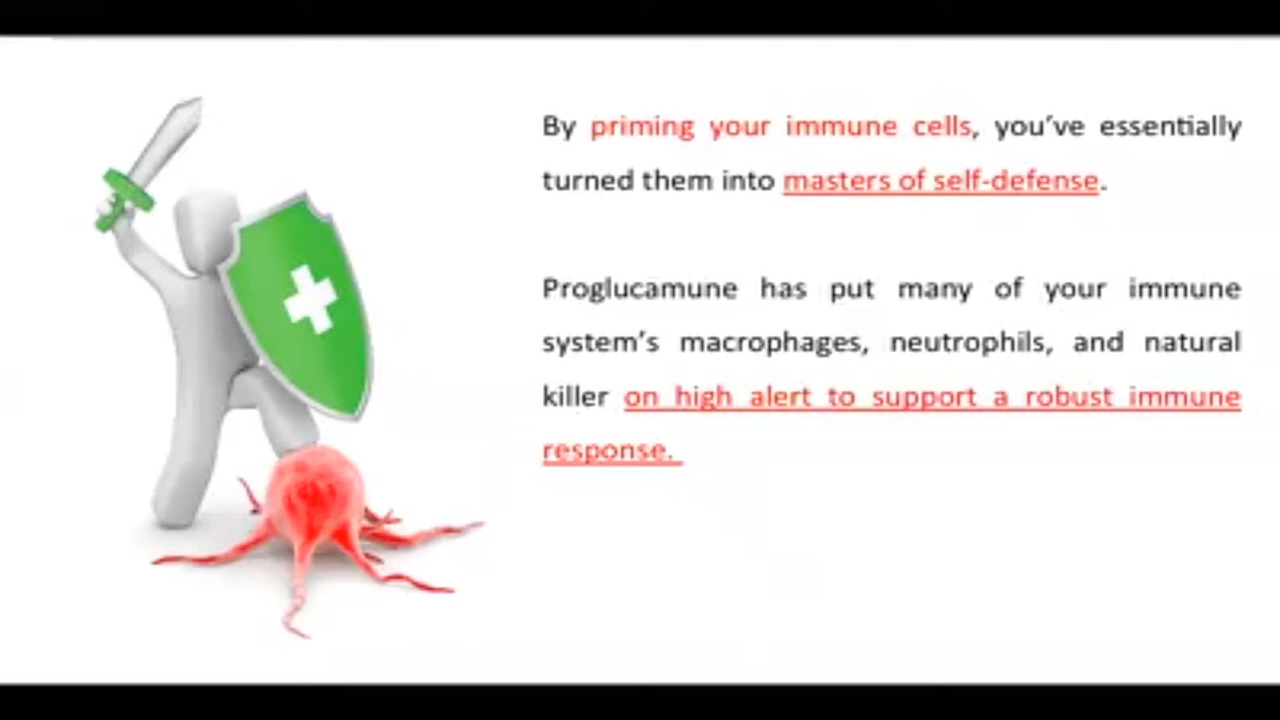 By priming your immune cells, you’ve essentially
turned them into masters of self-defense.
Proglucamune has put many of your immune
system’s macrophages, neutrophils, and natural
killer on high alert to support a robust immune
response.